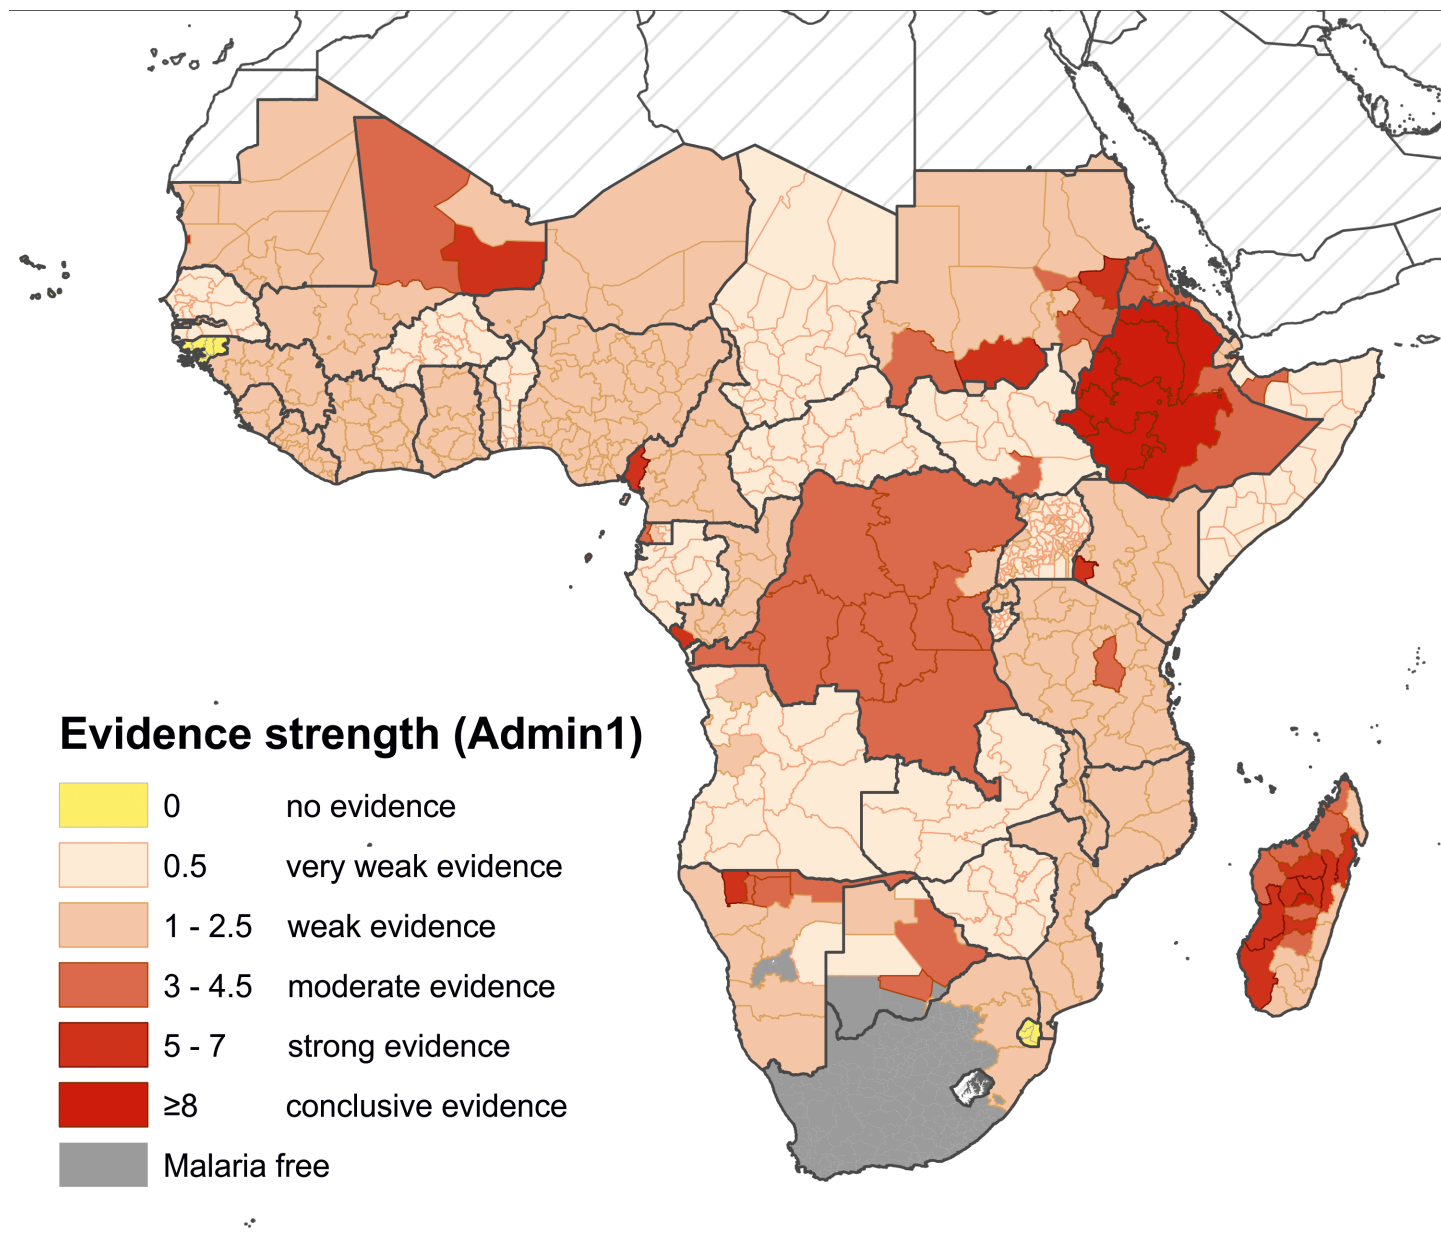 Evidence strength (Admin1)
0 no evidence
0.5 very weak evidence
1 - 2.5 weak evidence
3 - 4.5 moderate evidence
5 - 7 strong evidence
≥8 conclusive evidence
Malaria free